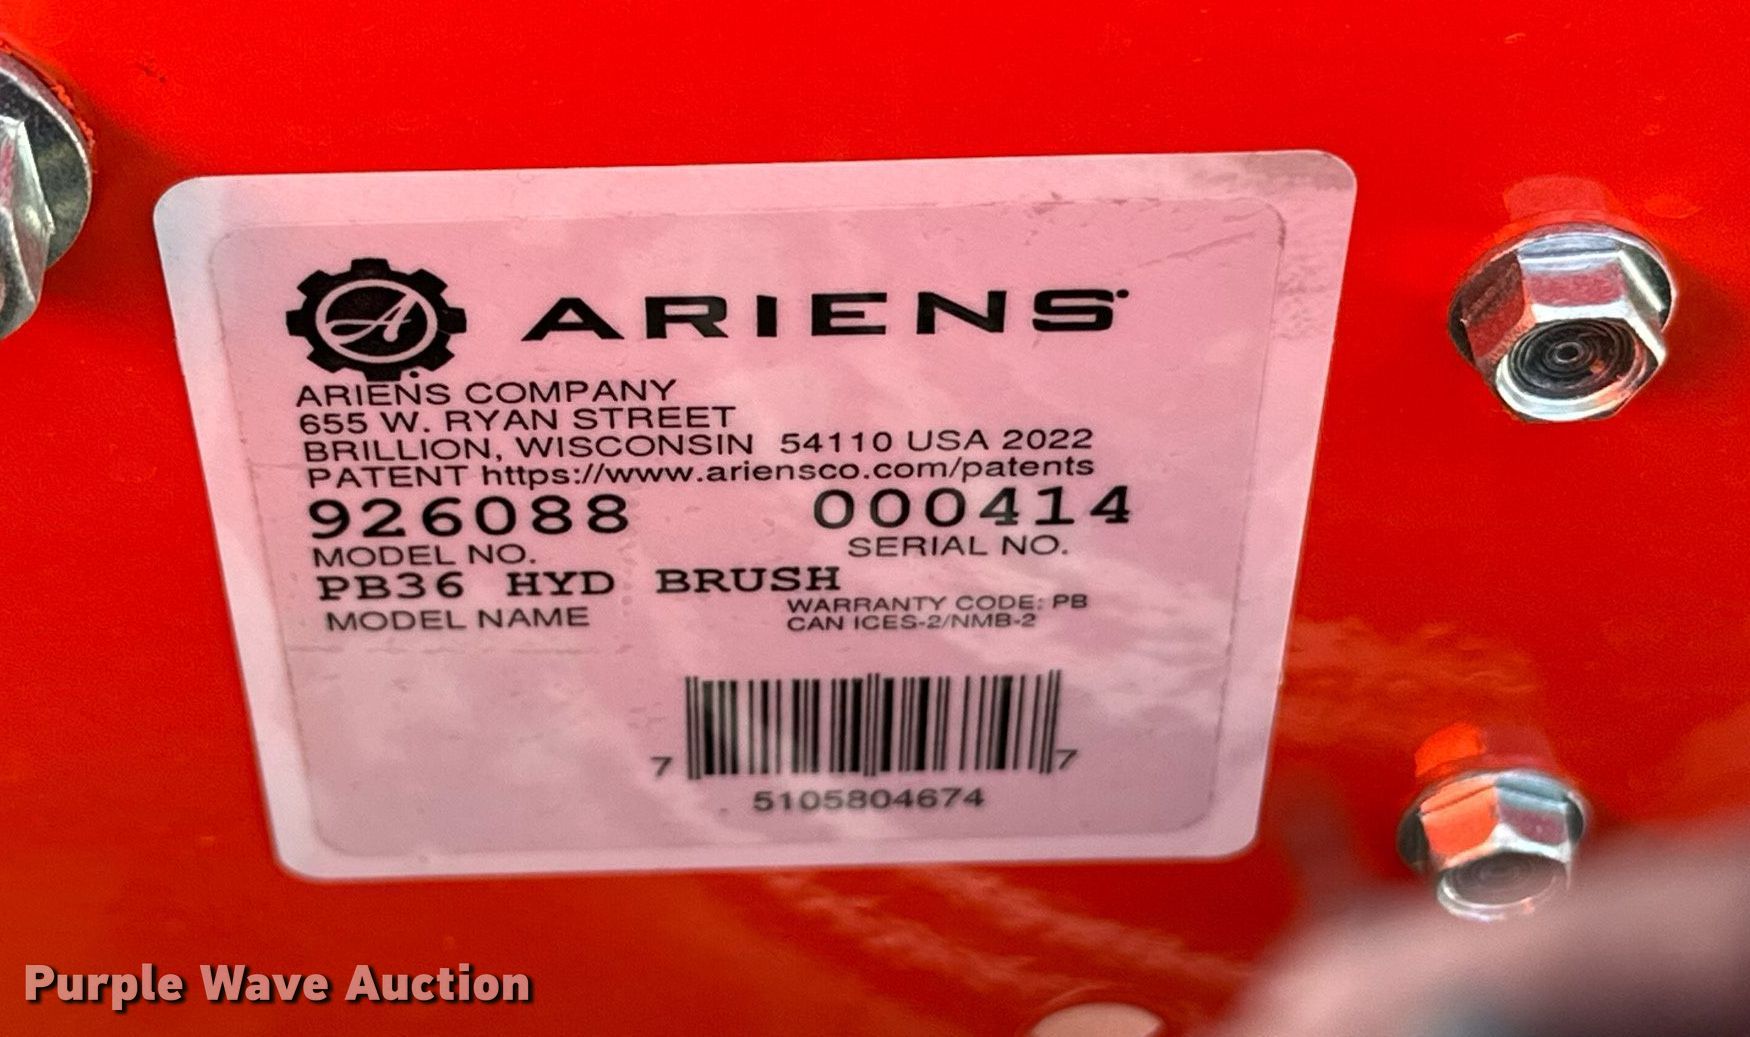 A ARIENS
ARIENS COMPANY
655 W. RYAN STREET
BRILLION, WISCONSIN 54110 USA 2022
PATENT https://www.ariensco.com/patents
926088 000414
MODEL NO. SERIAL NO.
PB36 HYD BRUSH
MODEL NAME
WARRANTY CODE: PB
CAN ICES-2/NMB-2
7 7
5105804674
Purple Wave Auction